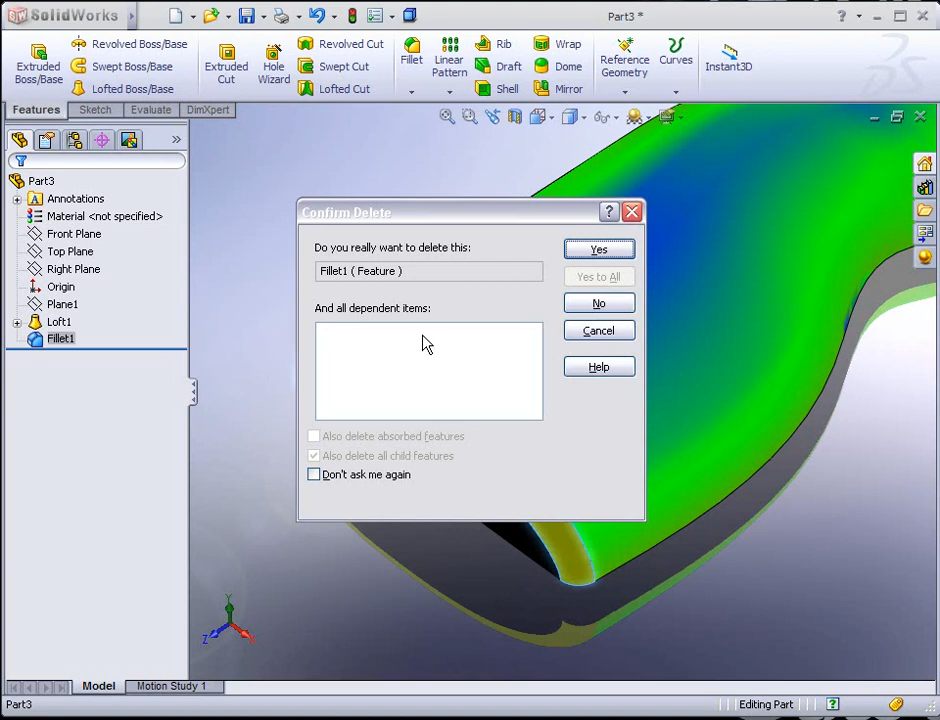 SolidWorks
Part3 *
Extruded Boss/Base
Revolved Boss/Base
Swept Boss/Base
Lofted Boss/Base
Extruded Cut
Hole Wizard
Revolved Cut
Swept Cut
Lofted Cut
Fillet
Linear Pattern
Rib
Draft
Shell
Wrap
Dome
Mirror
Reference Geometry
Curves
Instant3D
Features
Sketch
Evaluate
DimXpert
Part3
Annotations
Material <not specified>
Front Plane
Top Plane
Right Plane
Origin
Plane1
Loft1
Fillet1
Confirm Delete
Do you really want to delete this:
Fillet1 ( Feature )
And all dependent items:
Also delete absorbed features
Also delete all child features
Don't ask me again
Yes
Yes to All
No
Cancel
Help
Y
Z
X
Model
Motion Study 1
Part3
Editing Part